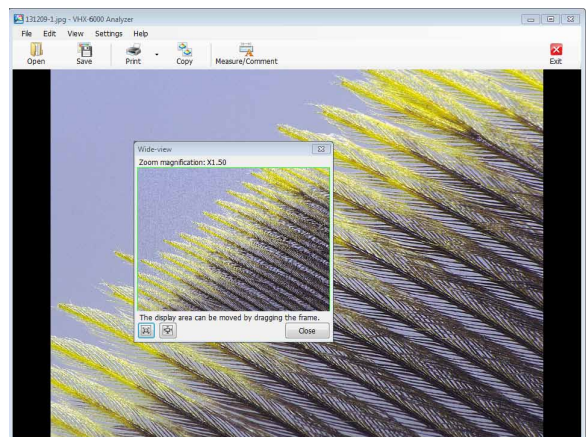 131209-1.jpg - VHX-6000 Analyzer
File Edit View Settings Help
Open Save Print Copy Measure/Comment Exit
Wide-view
Zoom magnification: X1.50
The display area can be moved by dragging the frame.
Close